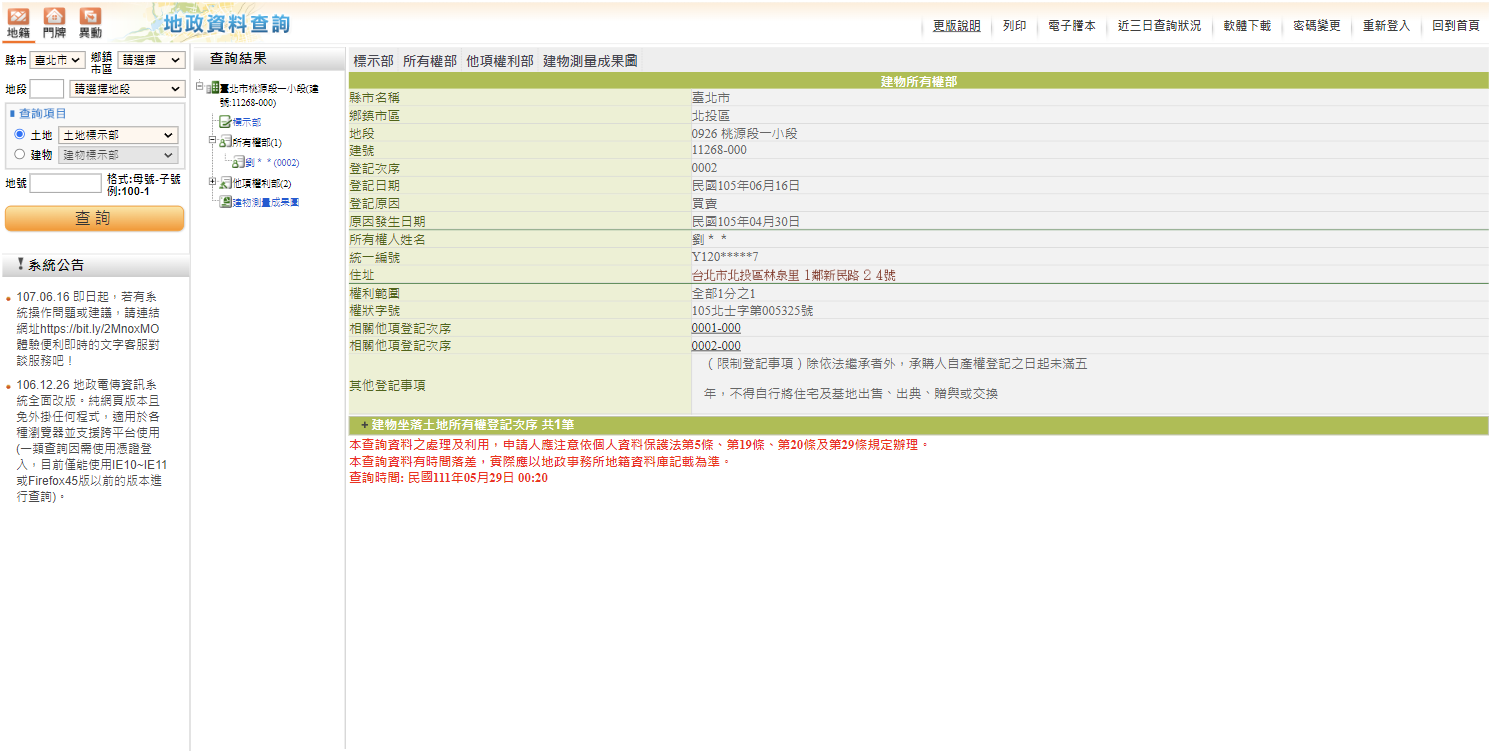 地籍 門牌 異動 地政資料查詢 更版說明 列印 電子謄本 近三日查詢狀況 軟體下載 密碼變更 重新登入 回到首頁
縣市 臺北市 鄉鎮市區 請選擇
地段 請選擇地段
查詢項目
土地 土地標示部
建物 建物標示部
地號 格式:母號-子號
例:100-1
查詢
系統公告
107.06.16 即日起，若有系
統操作問題或建議，請連結
網址https://bit.ly/2MnoxMO
體驗便利即時的文字客服對
談服務吧！
106.12.26 地政電傳資訊系
統全面改版。純網頁版本且
免外掛任何程式，適用於各
種瀏覽器並支援跨平台使用
(一類查詢因需使用憑證登
入，目前僅能使用IE10~IE11
或Firefox45版以前的版本進
行查詢)。
查詢結果
臺北市桃源段一小段(建
號:11268-000)
標示部
所有權部(1)
劉＊＊(0002)
他項權利部(2)
建物測量成果圖
標示部 所有權部 他項權利部 建物測量成果圖
建物所有權部
縣市名稱 臺北市
鄉鎮市區 北投區
地段 0926 桃源段一小段
建號 11268-000
登記次序 0002
登記日期 民國105年06月16日
登記原因 買賣
原因發生日期 民國105年04月30日
所有權人姓名 劉＊＊
統一編號 Y120*****7
住址 台北市北投區林泉里１鄰新民路２４號
權利範圍 全部1分之1
權狀字號 105北士字第005325號
相關他項登記次序 0001-000
相關他項登記次序 0002-000
其他登記事項 （限制登記事項）除依法繼承者外，承購人自產權登記之日起未滿五
年，不得自行將住宅及基地出售、出典、贈與或交換
+ 建物坐落土地所有權登記次序 共1筆
本查詢資料之處理及利用，申請人應注意依個人資料保護法第5條、第19條、第20條及第29條規定辦理。
本查詢資料有時間落差，實際應以地政事務所地籍資料庫記載為準。
查詢時間: 民國111年05月29日 00:20